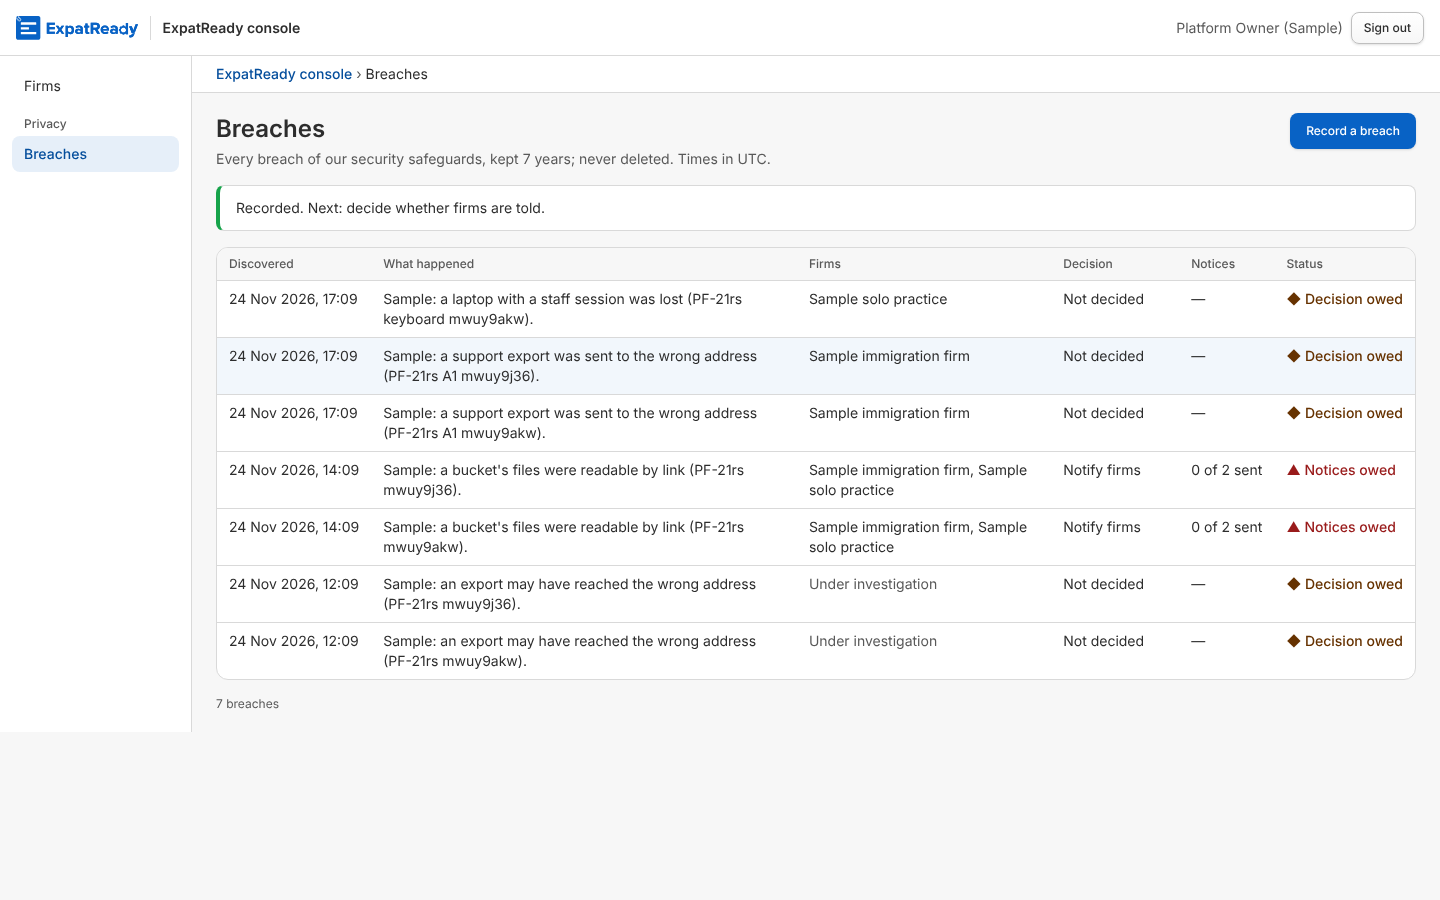 ExpatReady
ExpatReady console
Platform Owner (Sample)
Sign out
Firms
Privacy
Breaches
ExpatReady console › Breaches
Breaches
Record a breach
Every breach of our security safeguards, kept 7 years; never deleted. Times in UTC.
Recorded. Next: decide whether firms are told.
Discovered What happened Firms Decision Notices Status
24 Nov 2026, 17:09 Sample: a laptop with a staff session was lost (PF-21rs Sample solo practice Not decided — ◆ Decision owed
keyboard mwuy9akw).
24 Nov 2026, 17:09 Sample: a support export was sent to the wrong address Sample immigration firm Not decided — ◆ Decision owed
(PF-21rs A1 mwuy9j36).
24 Nov 2026, 17:09 Sample: a support export was sent to the wrong address Sample immigration firm Not decided — ◆ Decision owed
(PF-21rs A1 mwuy9akw).
24 Nov 2026, 14:09 Sample: a bucket's files were readable by link (PF-21rs Sample immigration firm, Sample Notify firms 0 of 2 sent ▲ Notices owed
mwuy9j36). solo practice
24 Nov 2026, 14:09 Sample: a bucket's files were readable by link (PF-21rs Sample immigration firm, Sample Notify firms 0 of 2 sent ▲ Notices owed
mwuy9akw). solo practice
24 Nov 2026, 12:09 Sample: an export may have reached the wrong address Under investigation Not decided — ◆ Decision owed
(PF-21rs mwuy9j36).
24 Nov 2026, 12:09 Sample: an export may have reached the wrong address Under investigation Not decided — ◆ Decision owed
(PF-21rs mwuy9akw).
7 breaches